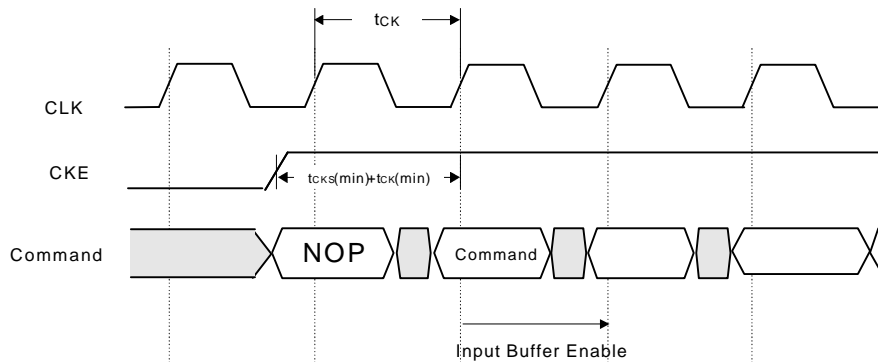 tCK
CLK
CKE
tCKS(min)+tCK(min)
Command
NOP
Command
Input Buffer Enable